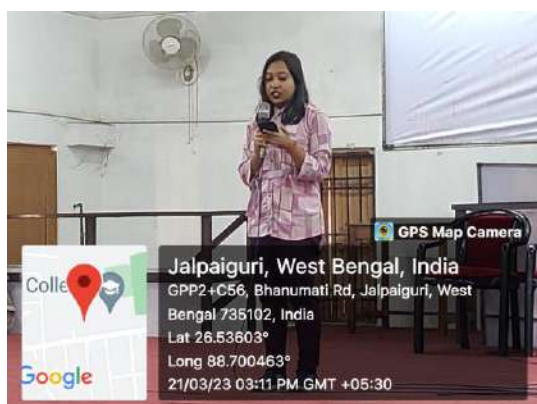 GPS Map Camera
Colle
Google
Jalpaiguri, West Bengal, India
GPP2+C56, Bhanumati Rd, Jalpaiguri, West
Bengal 735102, India
Lat 26.53603°
Long 88.700463°
21/03/23 03:11 PM GMT +05:30